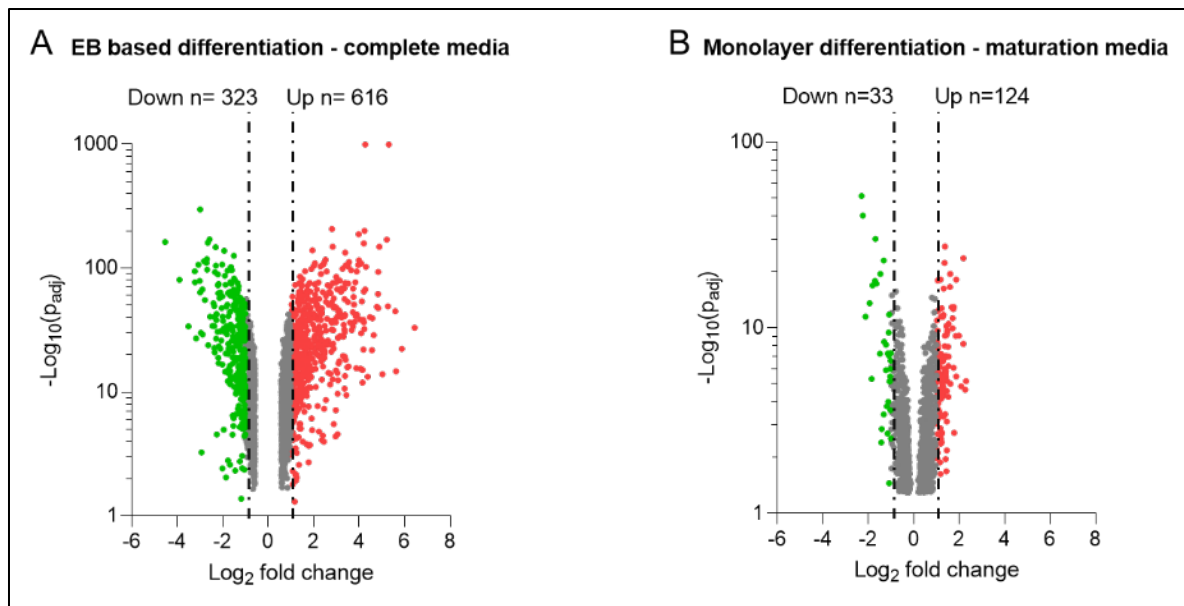 A EB based differentiation - complete media
Down n= 323 Up n= 616
1000
100
10
1
-Log10(padj)
-6 -4 -2 0 2 4 6 8
Log2 fold change
B Monolayer differentiation - maturation media
Down n=33 Up n=124
100
10
1
-Log10(padj)
-6 -4 -2 0 2 4 6 8
Log2 fold change